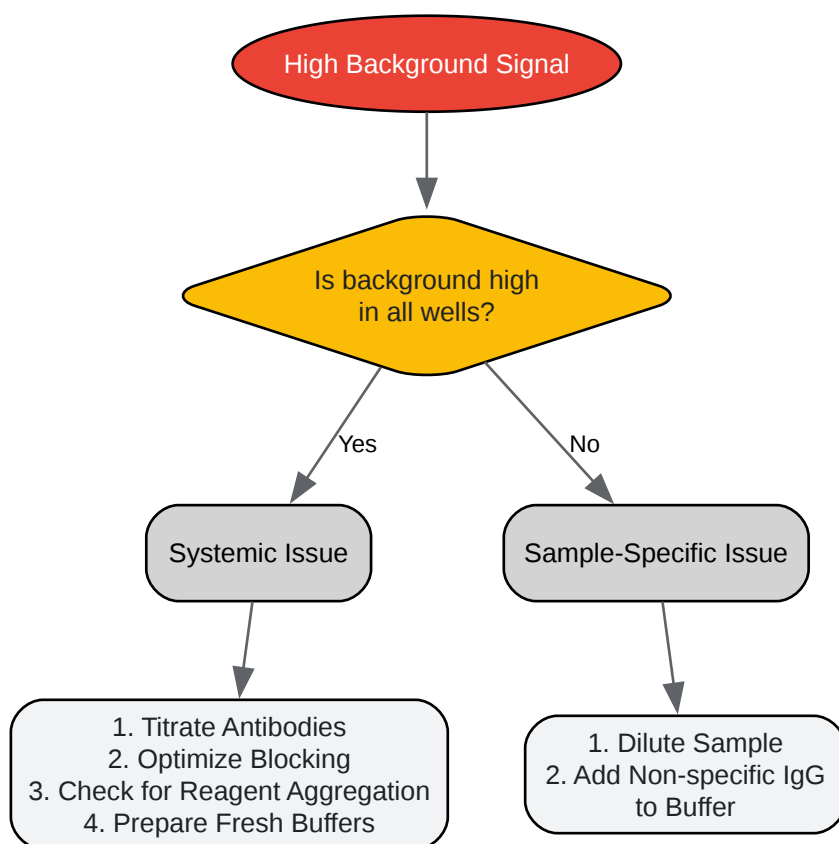 High Background Signal
Is background high
in all wells?
Yes
No
Systemic Issue
Sample-Specific Issue
1. Titrate Antibodies
2. Optimize Blocking
3. Check for Reagent Aggregation
4. Prepare Fresh Buffers
1. Dilute Sample
2. Add Non-specific IgG
to Buffer